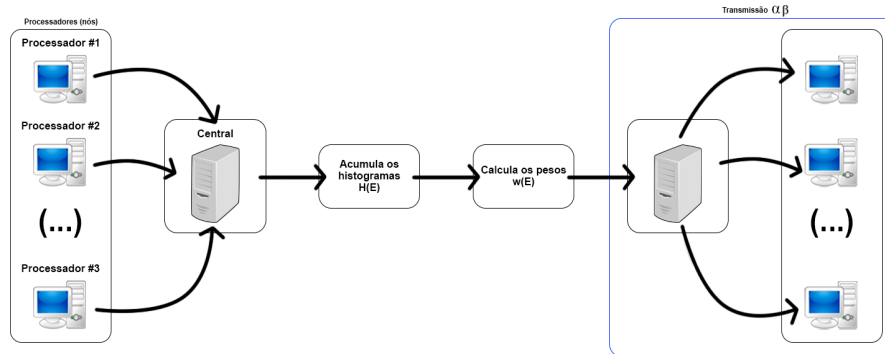 Processadores (nós)
Processador #1
Processador #2
(...)
Processador #3
Central
Acumula os
histogramas
H(E)
Calcula os pesos
w(E)
Transmissão αβ
(...)